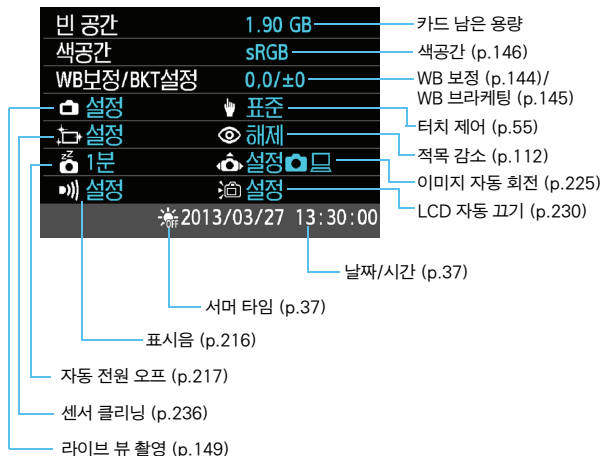 빈 공간 1.90 GB 카드 남은 용량
색공간 sRGB 색공간 (p.146)
WB보정/BKT설정 0,0/±0 WB 보정 (p.144)/
WB 브라케팅 (p.145)
설정 표준 터치 제어 (p.55)
설정 해제 적목 감소 (p.112)
zz 1분 설정 이미지 자동 회전 (p.225)
설정 설정 LCD 자동 끄기 (p.230)
OFF 2013/03/27 13:30:00
날짜/시간 (p.37)
서머 타임 (p.37)
표시음 (p.216)
자동 전원 오프 (p.217)
센서 클리닝 (p.236)
라이브 뷰 촬영 (p.149)